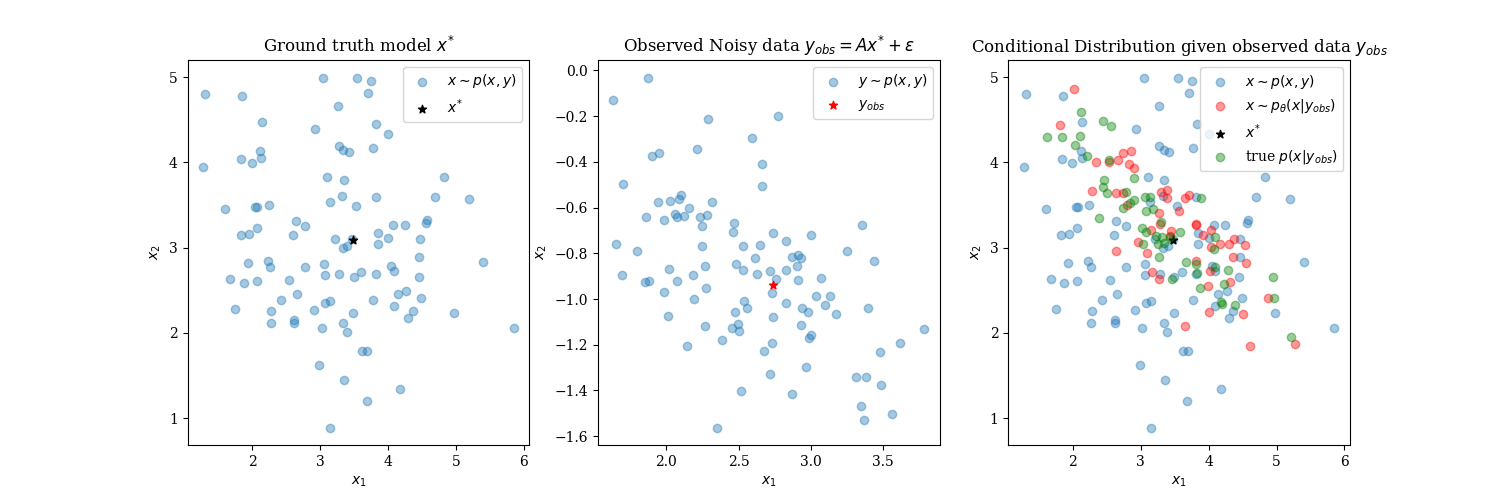 Ground truth model $x^*$
$x \sim p(x, y)$
$x^*$
5
4
3
2
1
$x_2$
2 3 4 5 6
$x_1$
Observed Noisy data $y_{obs} = Ax^* + \varepsilon$
$y \sim p(x, y)$
$y_{obs}$
0.0
−0.2
−0.4
−0.6
−0.8
−1.0
−1.2
−1.4
−1.6
$x_2$
2.0 2.5 3.0 3.5
$x_1$
Conditional Distribution given observed data $y_{obs}$
$x \sim p(x, y)$
$x \sim p_\theta(x|y_{obs})$
$x^*$
true $p(x|y_{obs})$
5
4
3
2
1
$x_2$
2 3 4 5 6
$x_1$